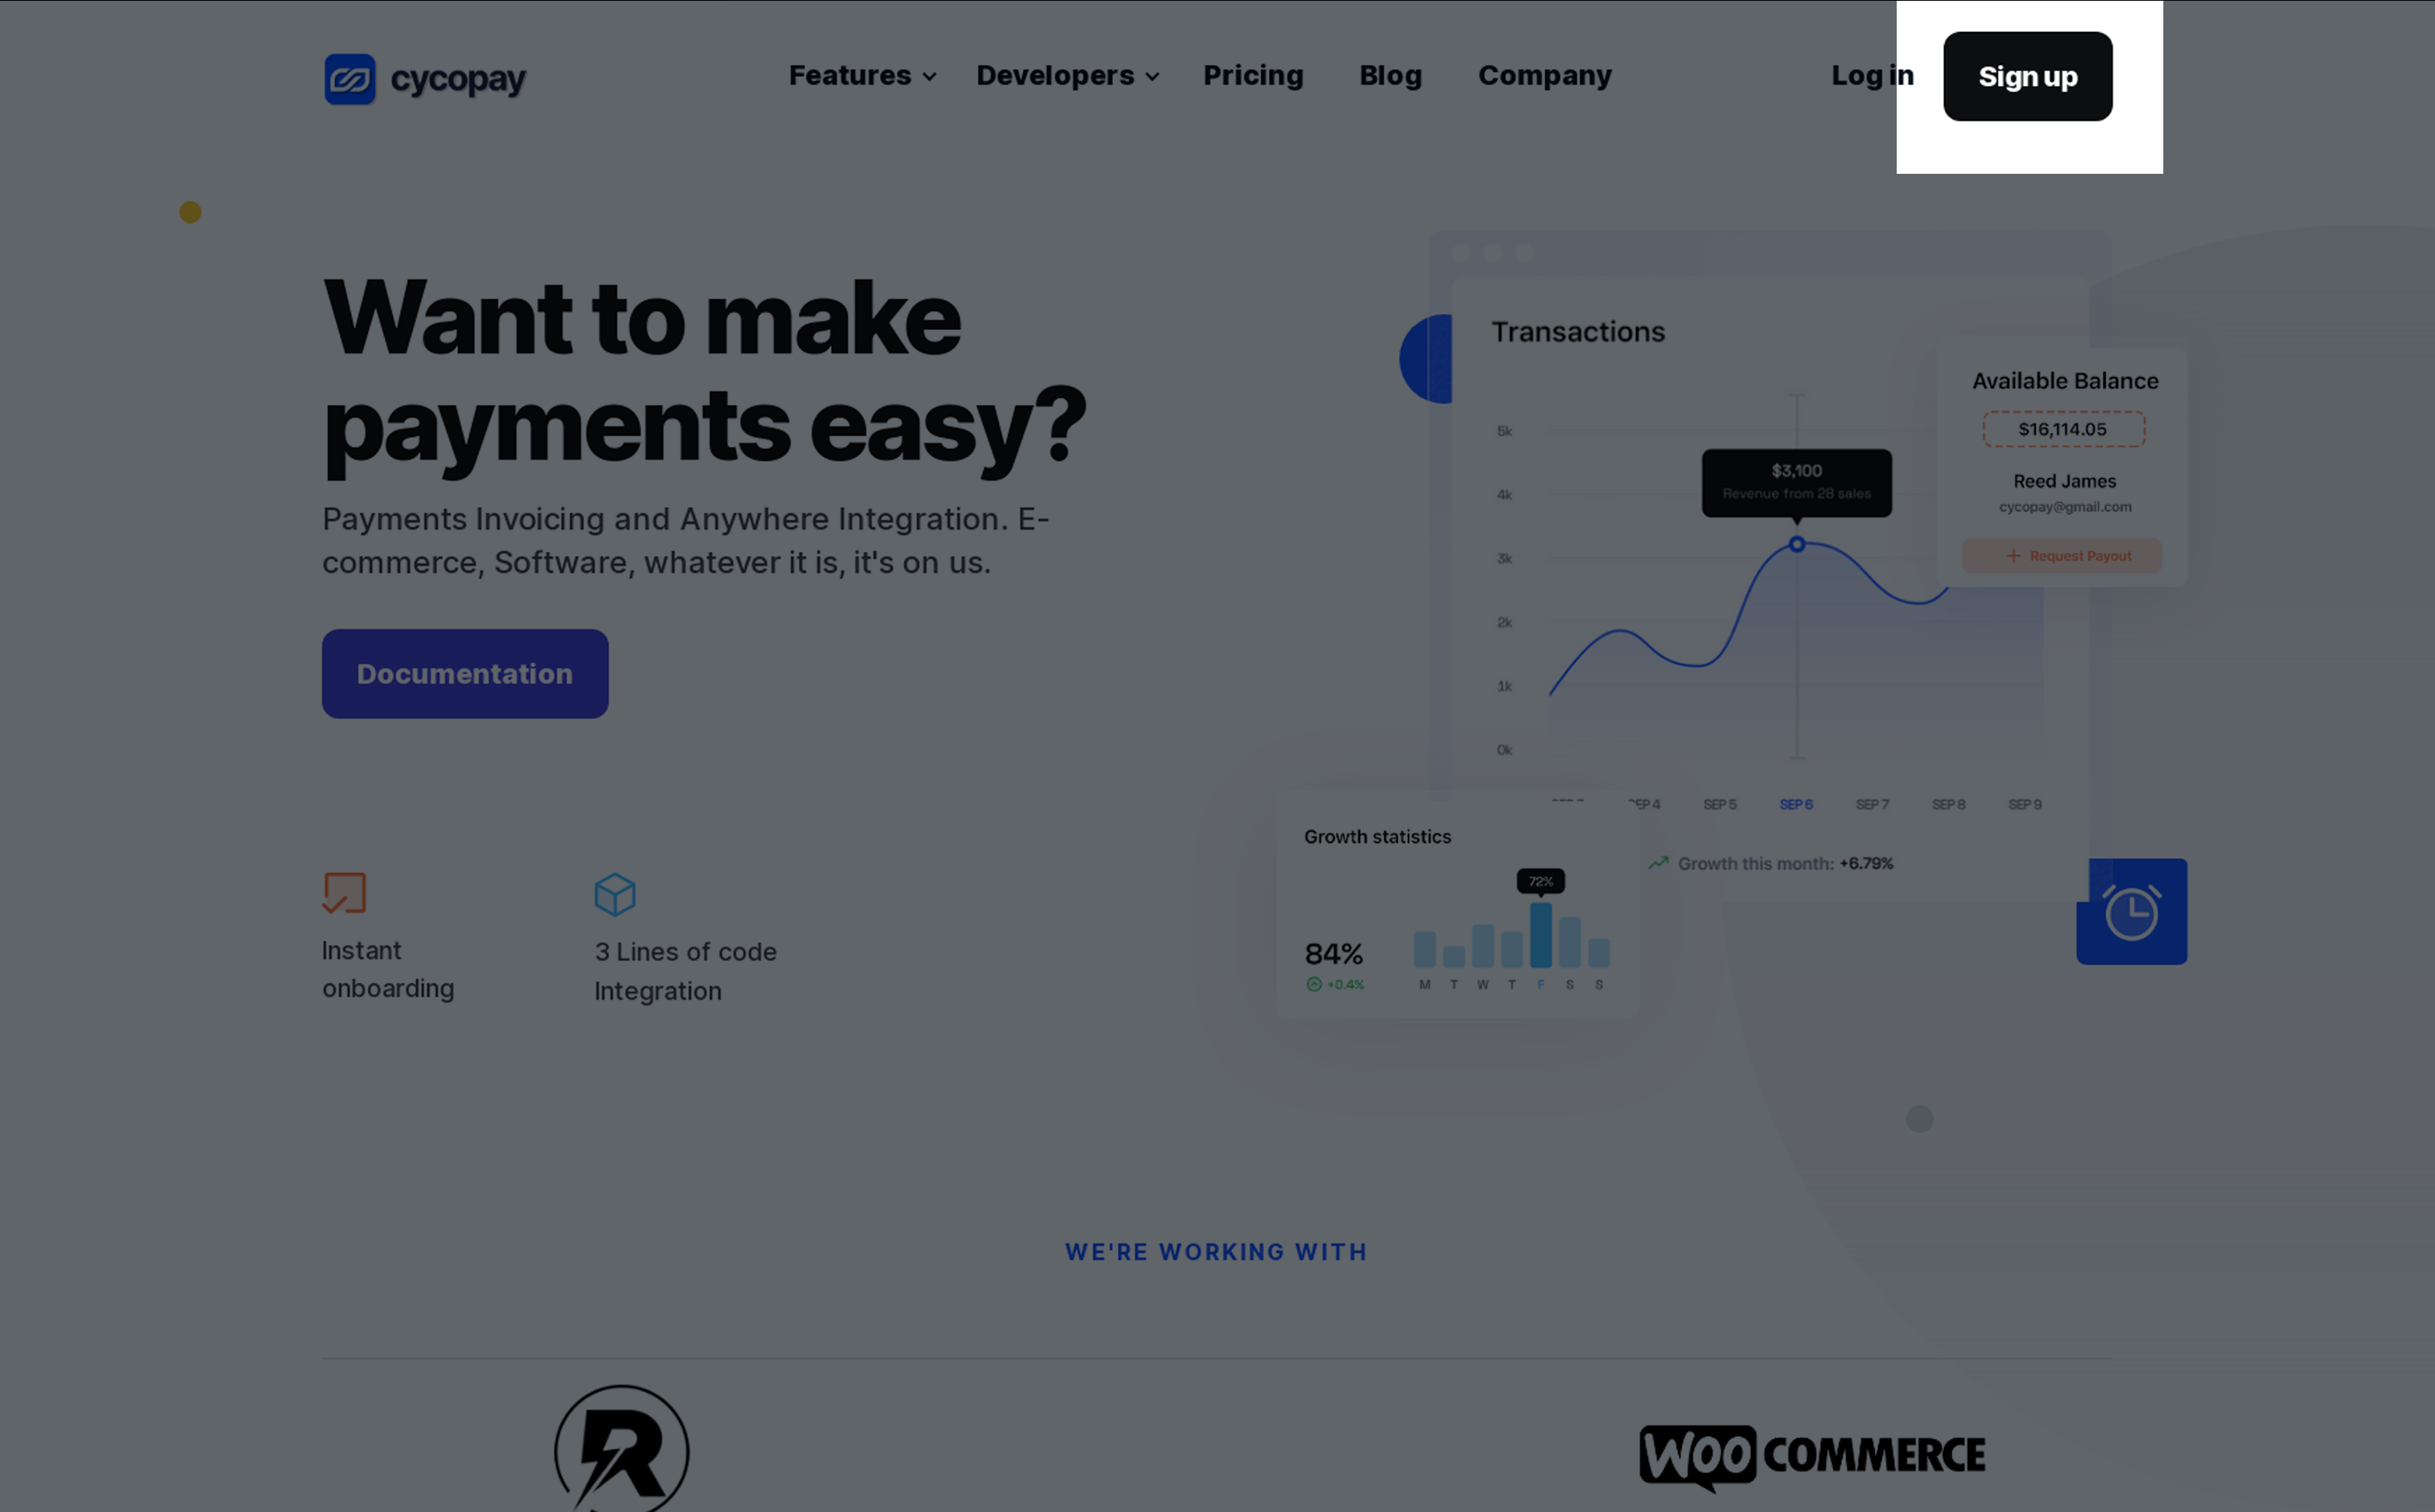 cycopay
Features
Developers
Pricing
Blog
Company
Log in
Sign up
Want to make
payments easy?
Payments Invoicing and Anywhere Integration. E-
commerce, Software, whatever it is, it's on us.
Documentation
Instant
onboarding
3 Lines of code
Integration
Transactions
5k
4k
3k
2k
1k
0k
$3,100
Revenue from 28 sales
Available Balance
$16,114.05
Reed James
cycopay@gmail.com
+ Request Payout
SEP 4
SEP 5
SEP 6
SEP 7
SEP 8
SEP 9
Growth this month: +6.79%
Growth statistics
72%
84%
+0.4%
M T W T F S S
WE'RE WORKING WITH
R
WOO COMMERCE